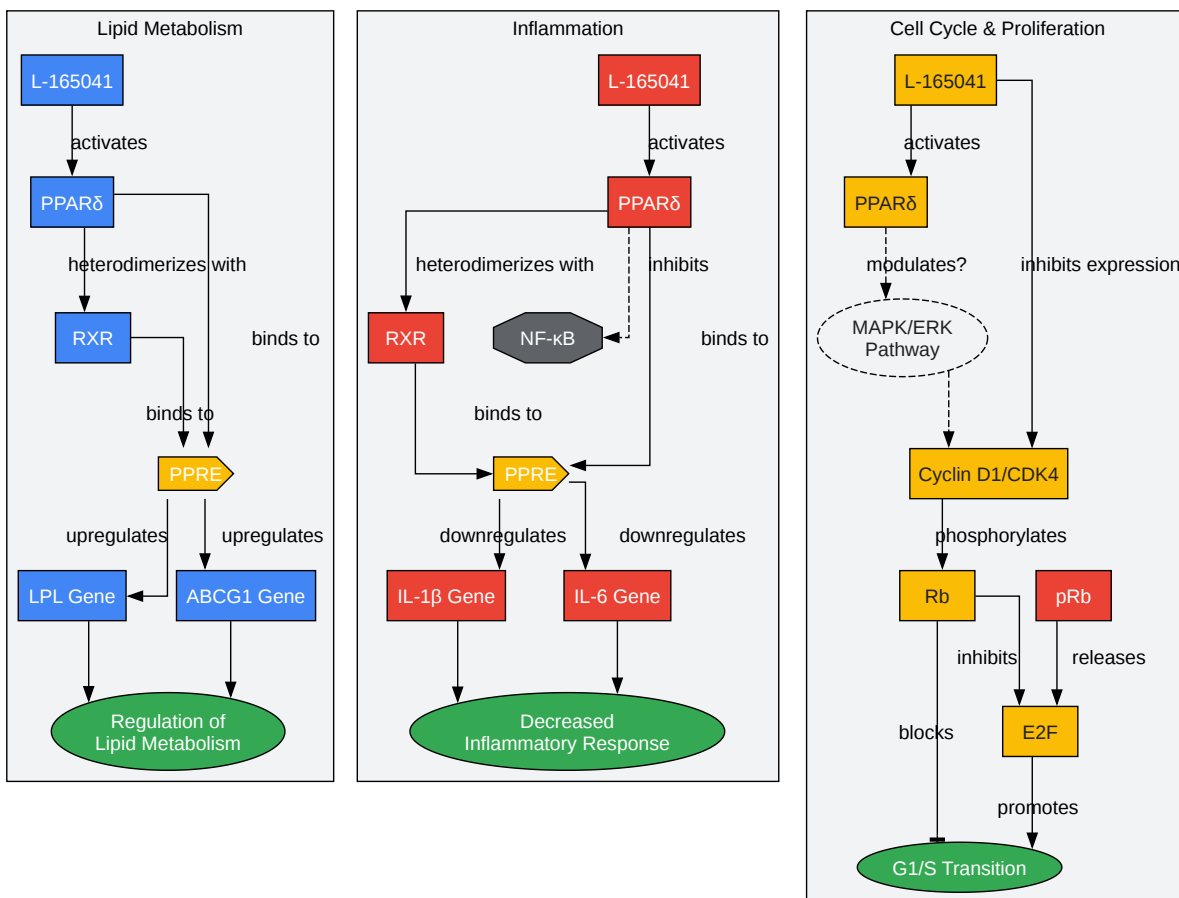 Lipid Metabolism
L-165041
activates
PPARδ
heterodimerizes with
RXR
binds to
binds to
PPRE
upregulates
upregulates
LPL Gene
ABCG1 Gene
Regulation of
Lipid Metabolism
Inflammation
L-165041
activates
PPARδ
heterodimerizes with
inhibits
RXR
NF-κB
binds to
binds to
PPRE
downregulates
downregulates
IL-1β Gene
IL-6 Gene
Decreased
Inflammatory Response
Cell Cycle & Proliferation
L-165041
activates
PPARδ
modulates?
inhibits expression
MAPK/ERK
Pathway
Cyclin D1/CDK4
phosphorylates
Rb
pRb
inhibits
releases
blocks
E2F
promotes
G1/S Transition